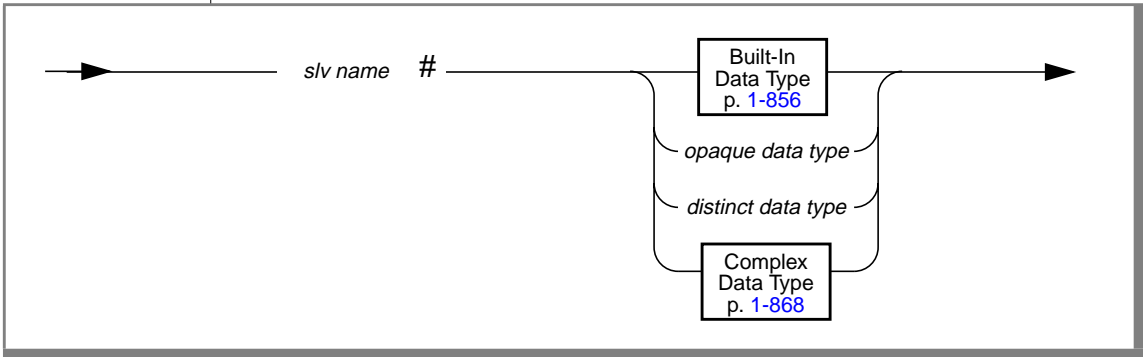 slv name #
Built-In
Data Type
p. 1-856
opaque data type
distinct data type
Complex
Data Type
p. 1-868